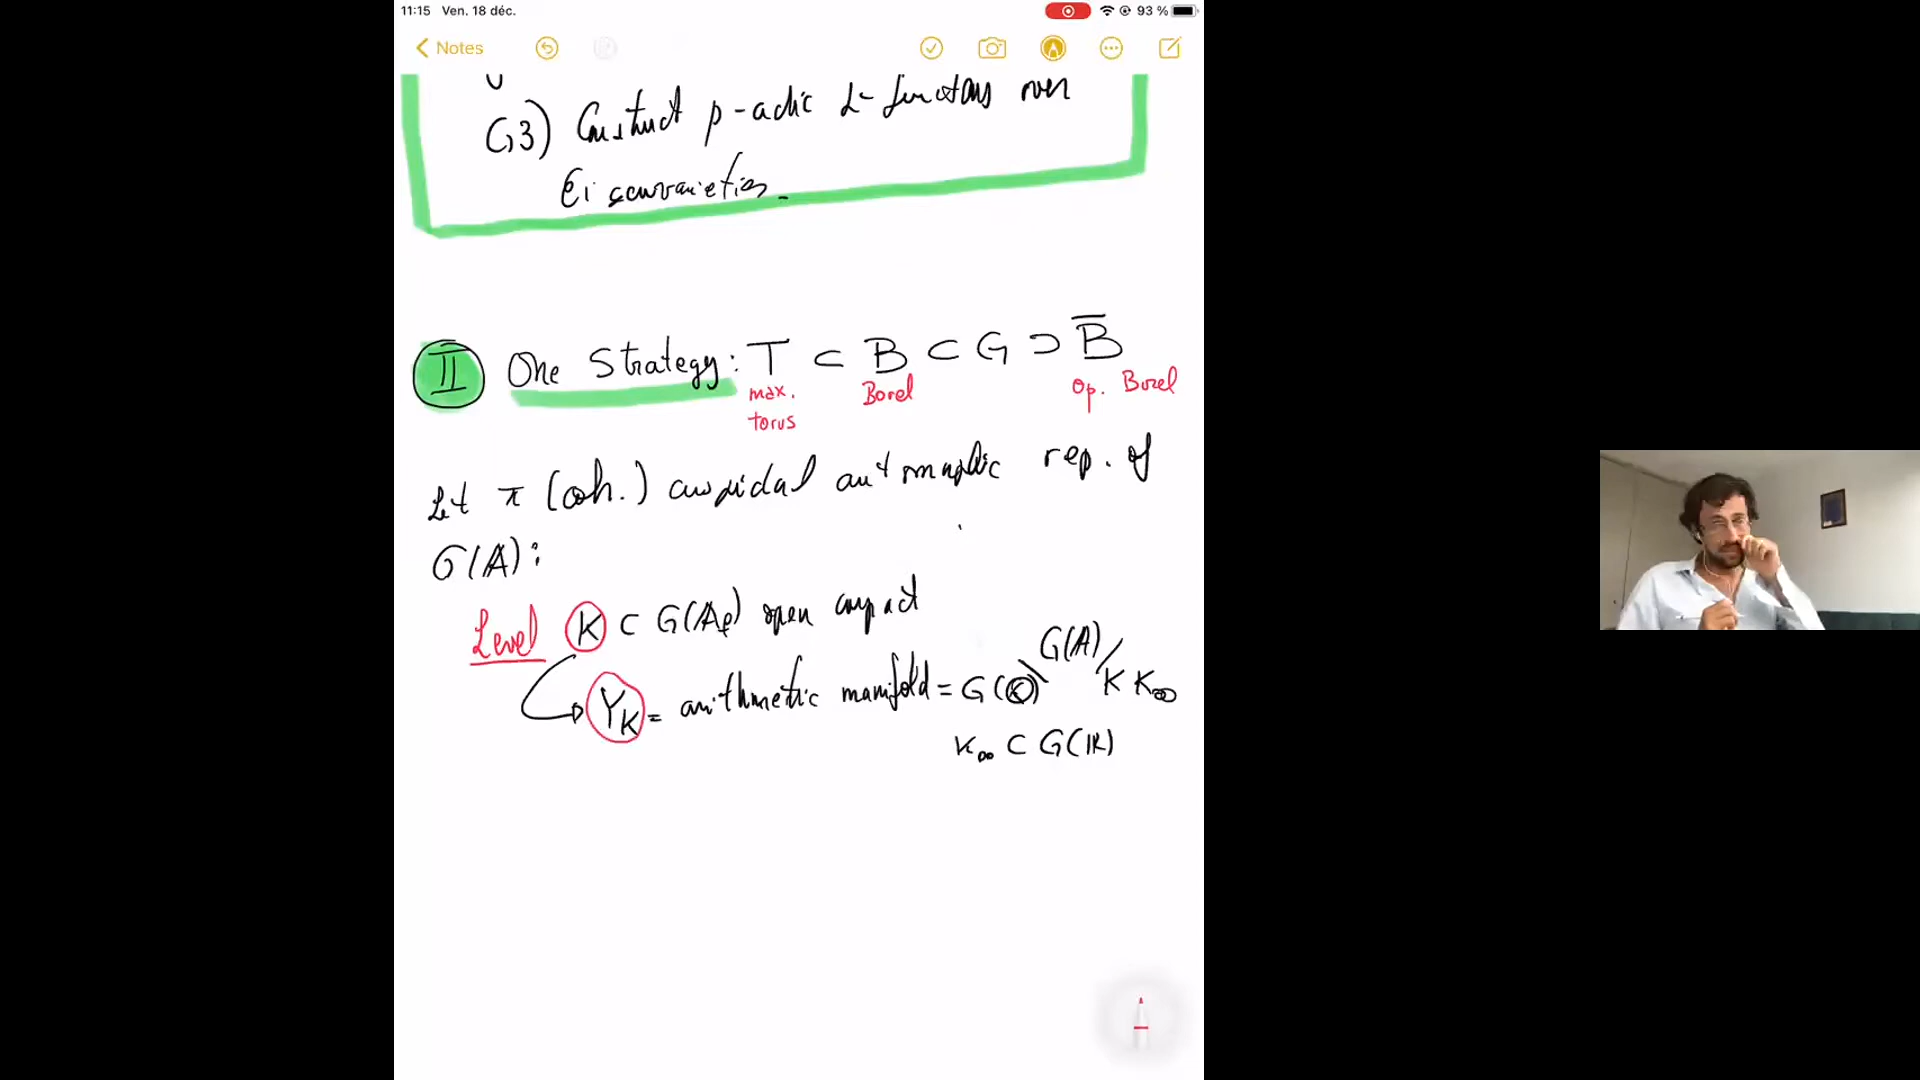 11:15 Ven. 18 déc.
93 %
Notes
G3) Construct p-adic L-functions over
Eigenvarieties.
II One Strategy: T ⊂ B ⊂ G ⊃ B̅
max. torus
Borel
Op. Borel
Let π (coh.) cuspidal automorphic rep. of
G(A):
Level K ⊂ G(A_f) open compact
Y_K = arithmetic manifold = G(Q)\G(A)/K K_∞
K_∞ ⊂ G(R)